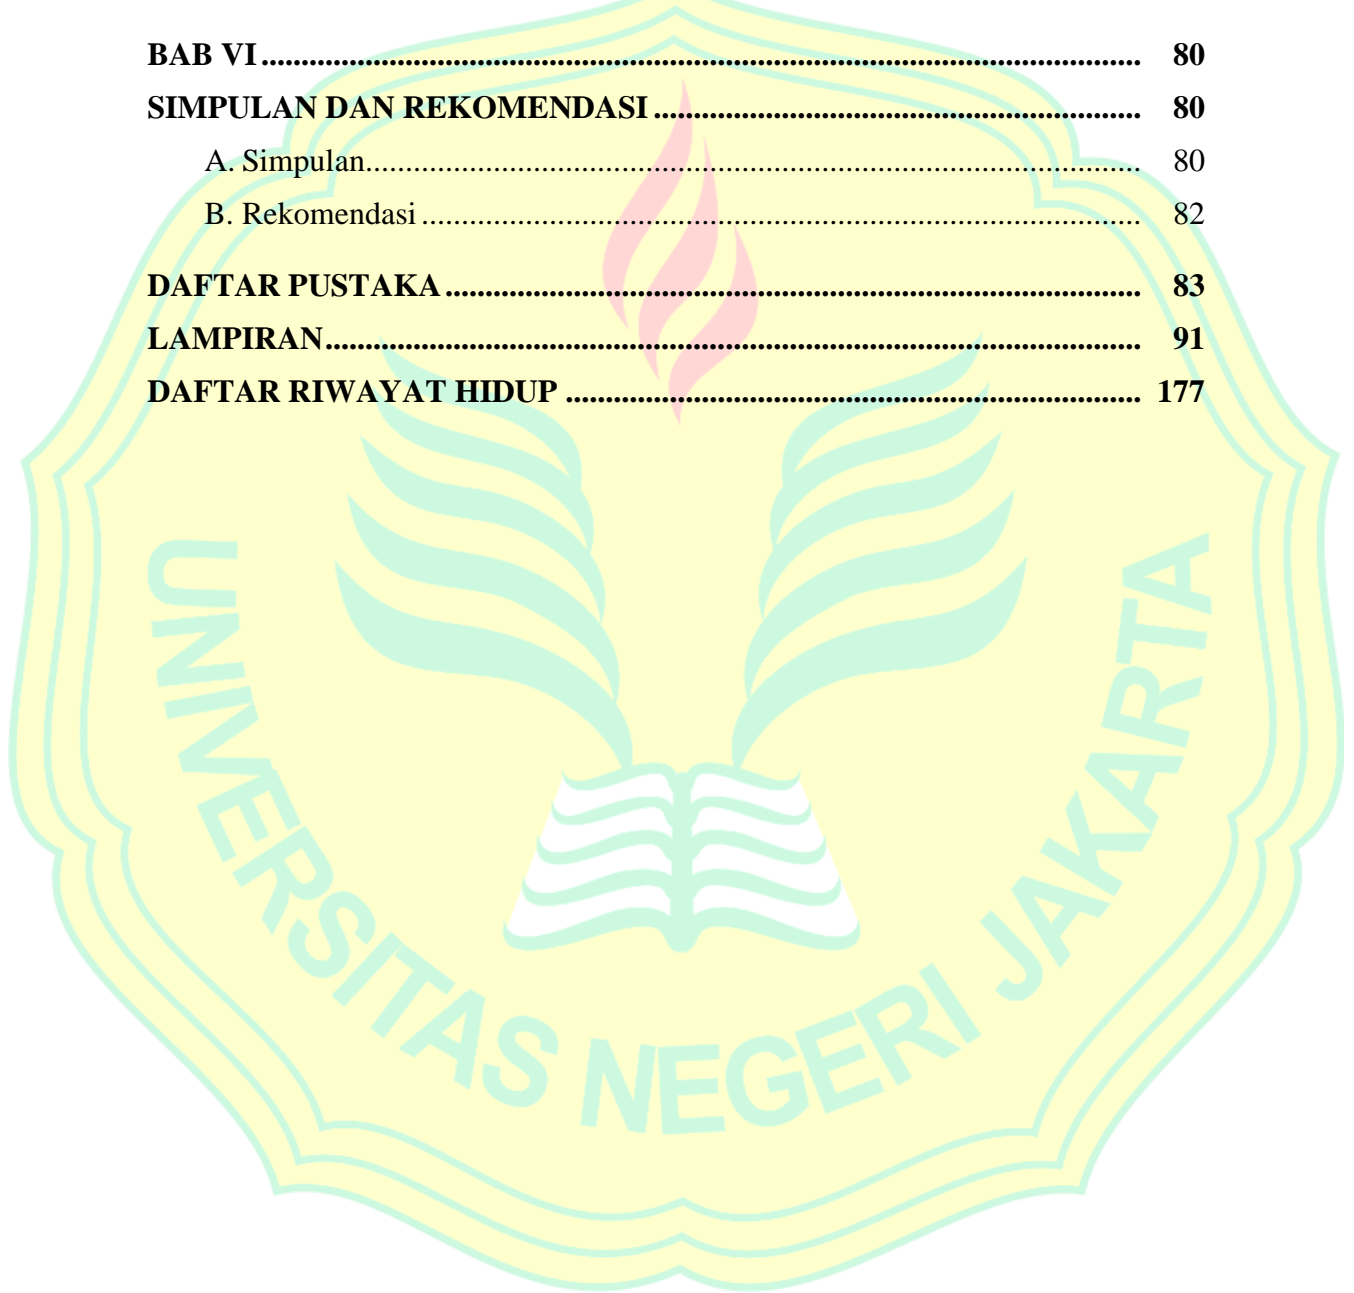 BAB VI ........................................................................................................ 80
SIMPULAN DAN REKOMENDASI ............................................................. 80
A. Simpulan.................................................................................................. 80
B. Rekomendasi ........................................................................................... 82
DAFTAR PUSTAKA ........................................................................................ 83
LAMPIRAN....................................................................................................... 91
DAFTAR RIWAYAT HIDUP ........................................................................ 177
UNIVERSITAS NEGERI JAKARTA